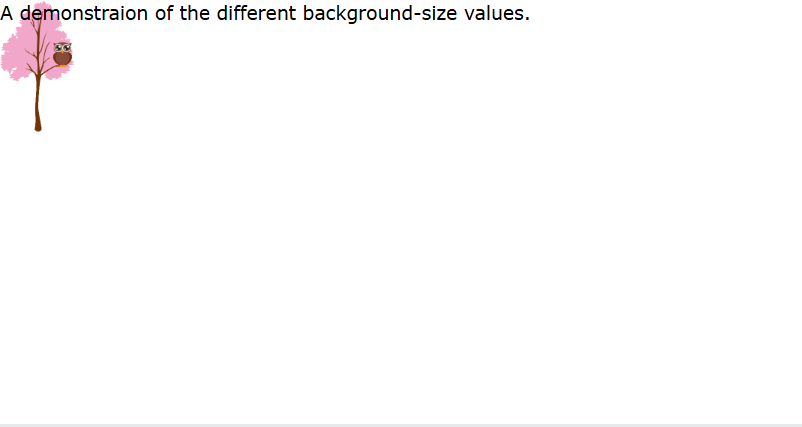 A demonstraion of the different background-size values.